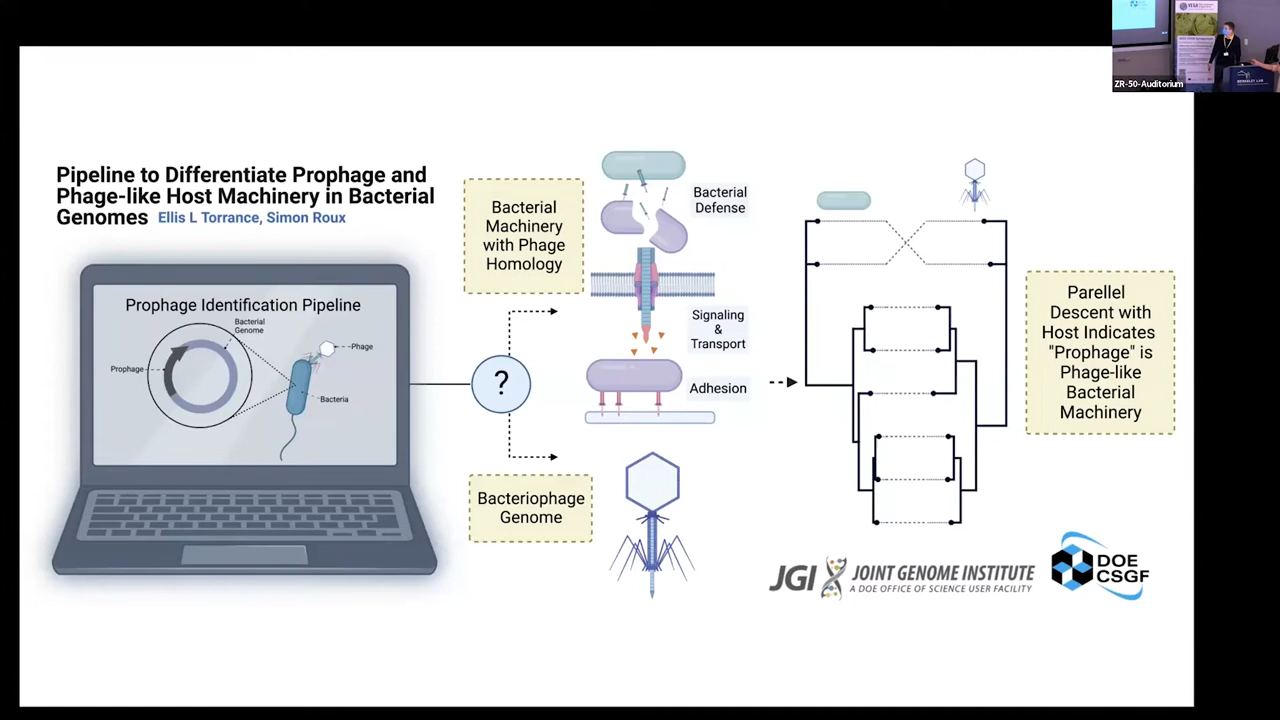 ZR-50-Auditorium
BERKELEY LAB
Pipeline to Differentiate Prophage and
Phage-like Host Machinery in Bacterial
Genomes Ellis L Torrance, Simon Roux
Prophage Identification Pipeline
Bacterial
Genome
Prophage
Phage
Bacteria
?
Bacterial
Machinery
with Phage
Homology
Bacteriophage
Genome
Bacterial
Defense
Signaling
&
Transport
Adhesion
Parellel
Descent with
Host Indicates
"Prophage" is
Phage-like
Bacterial
Machinery
JGI JOINT GENOME INSTITUTE
A DOE OFFICE OF SCIENCE USER FACILITY
DOE
CSGF